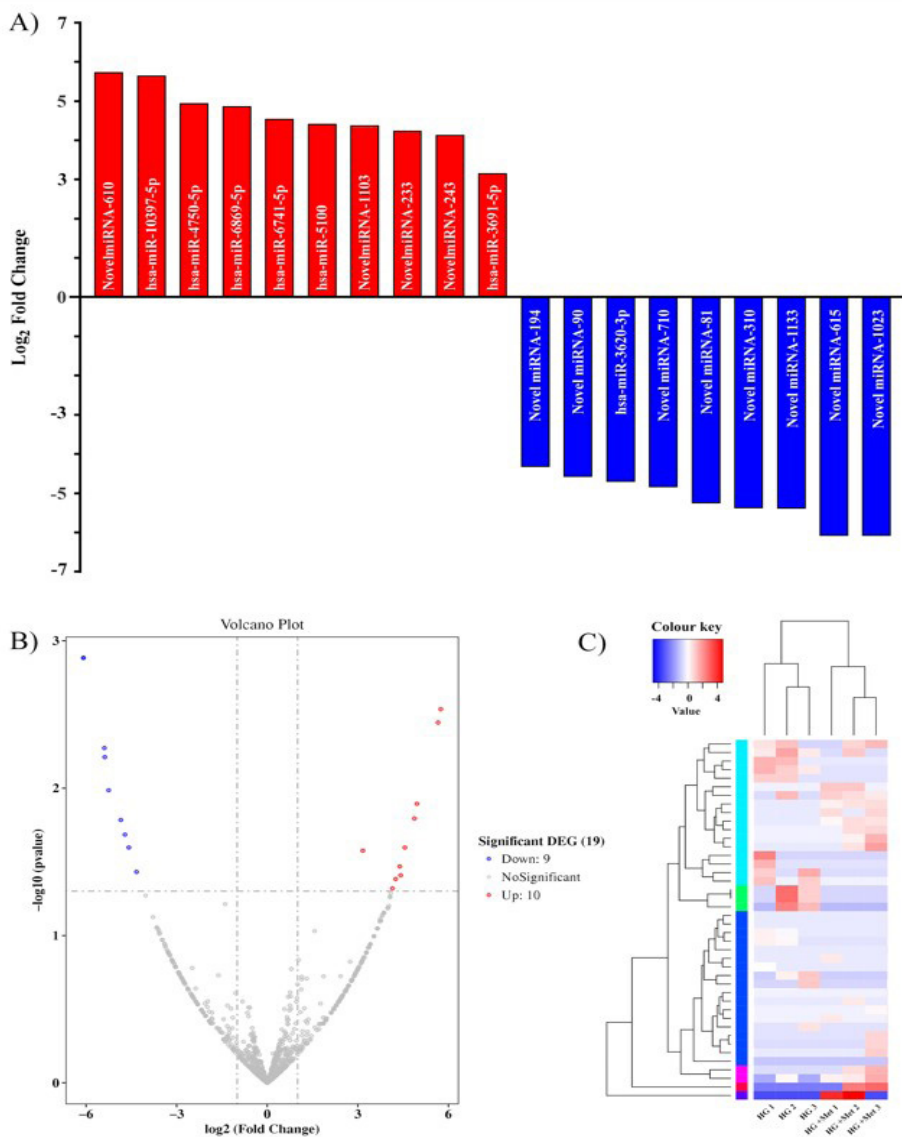 A)
Log2 Fold Change
7
5
3
0
-3
-5
-7
NovelmiRNA-610
hsa-miR-10397-5p
hsa-miR-4750-5p
hsa-miR-6869-5p
hsa-miR-6741-5p
hsa-miR-5100
NovelmiRNA-1103
NovelmiRNA-233
NovelmiRNA-243
hsa-miR-3691-5p
Novel miRNA-194
Novel miRNA-90
hsa-miR-3620-3p
Novel miRNA-710
Novel miRNA-81
Novel miRNA-310
Novel miRNA-1133
Novel miRNA-615
Novel miRNA-1023
B)
Volcano Plot
-log10 (pvalue)
3
2
1
0
-6
-3
0
3
6
log2 (Fold Change)
Significant DEG (19)
Down: 9
NoSignificant
Up: 10
C)
Colour key
-4 0 4
Value
HG 1
HG 2
HG 3
HG +Met 1
HG +Met 2
HG +Met 3